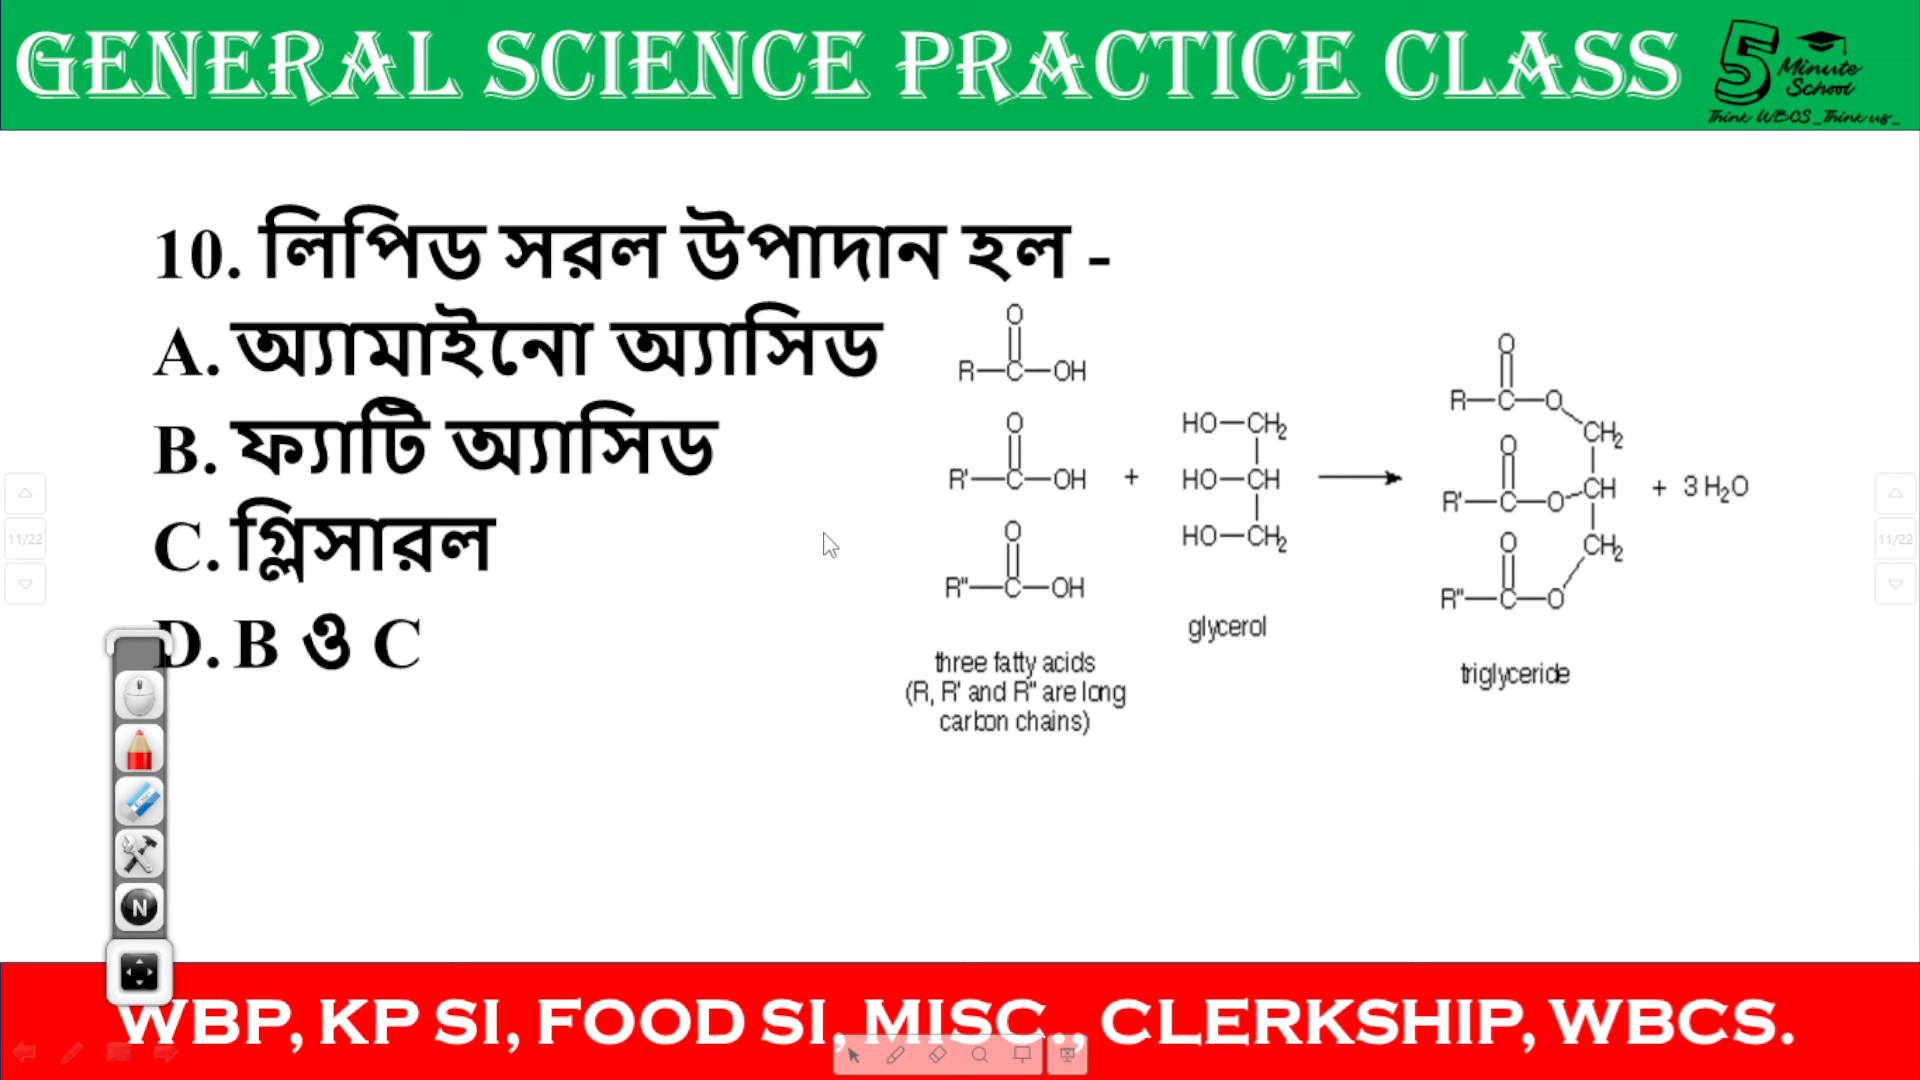 GENERAL SCIENCE PRACTICE CLASS
5 Minute School
Think WBCS_Think us_
10. লিপিড সরল উপাদান হল -
A. অ্যামাইনো অ্যাসিড
B. ফ্যাটি অ্যাসিড
C. গ্লিসারল
D. B ও C
O
R—C—OH
O
R'—C—OH
O
R"—C—OH
three fatty acids
(R, R' and R" are long
carbon chains)
+
HO—CH₂
HO—CH
HO—CH₂
glycerol
O
R—C—O
CH₂
O
R'—C—O—CH
CH₂
O
R"—C—O
triglyceride
+ 3 H₂O
11/22
11/22
N
WBP, KP SI, FOOD SI, MISC., CLERKSHIP, WBCS.